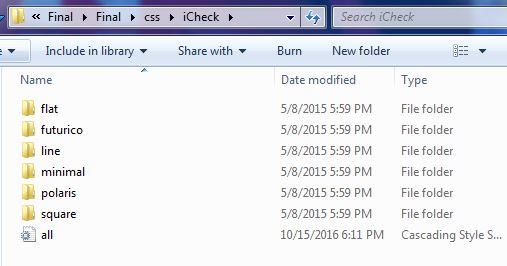 « Final Final css iCheck Search iCheck
Include in library Share with Burn New folder
Name Date modified Type
flat 5/8/2015 5:59 PM File folder
futurico 5/8/2015 5:59 PM File folder
line 5/8/2015 5:59 PM File folder
minimal 5/8/2015 5:59 PM File folder
polaris 5/8/2015 5:59 PM File folder
square 5/8/2015 5:59 PM File folder
all 10/15/2016 6:11 PM Cascading Style S...